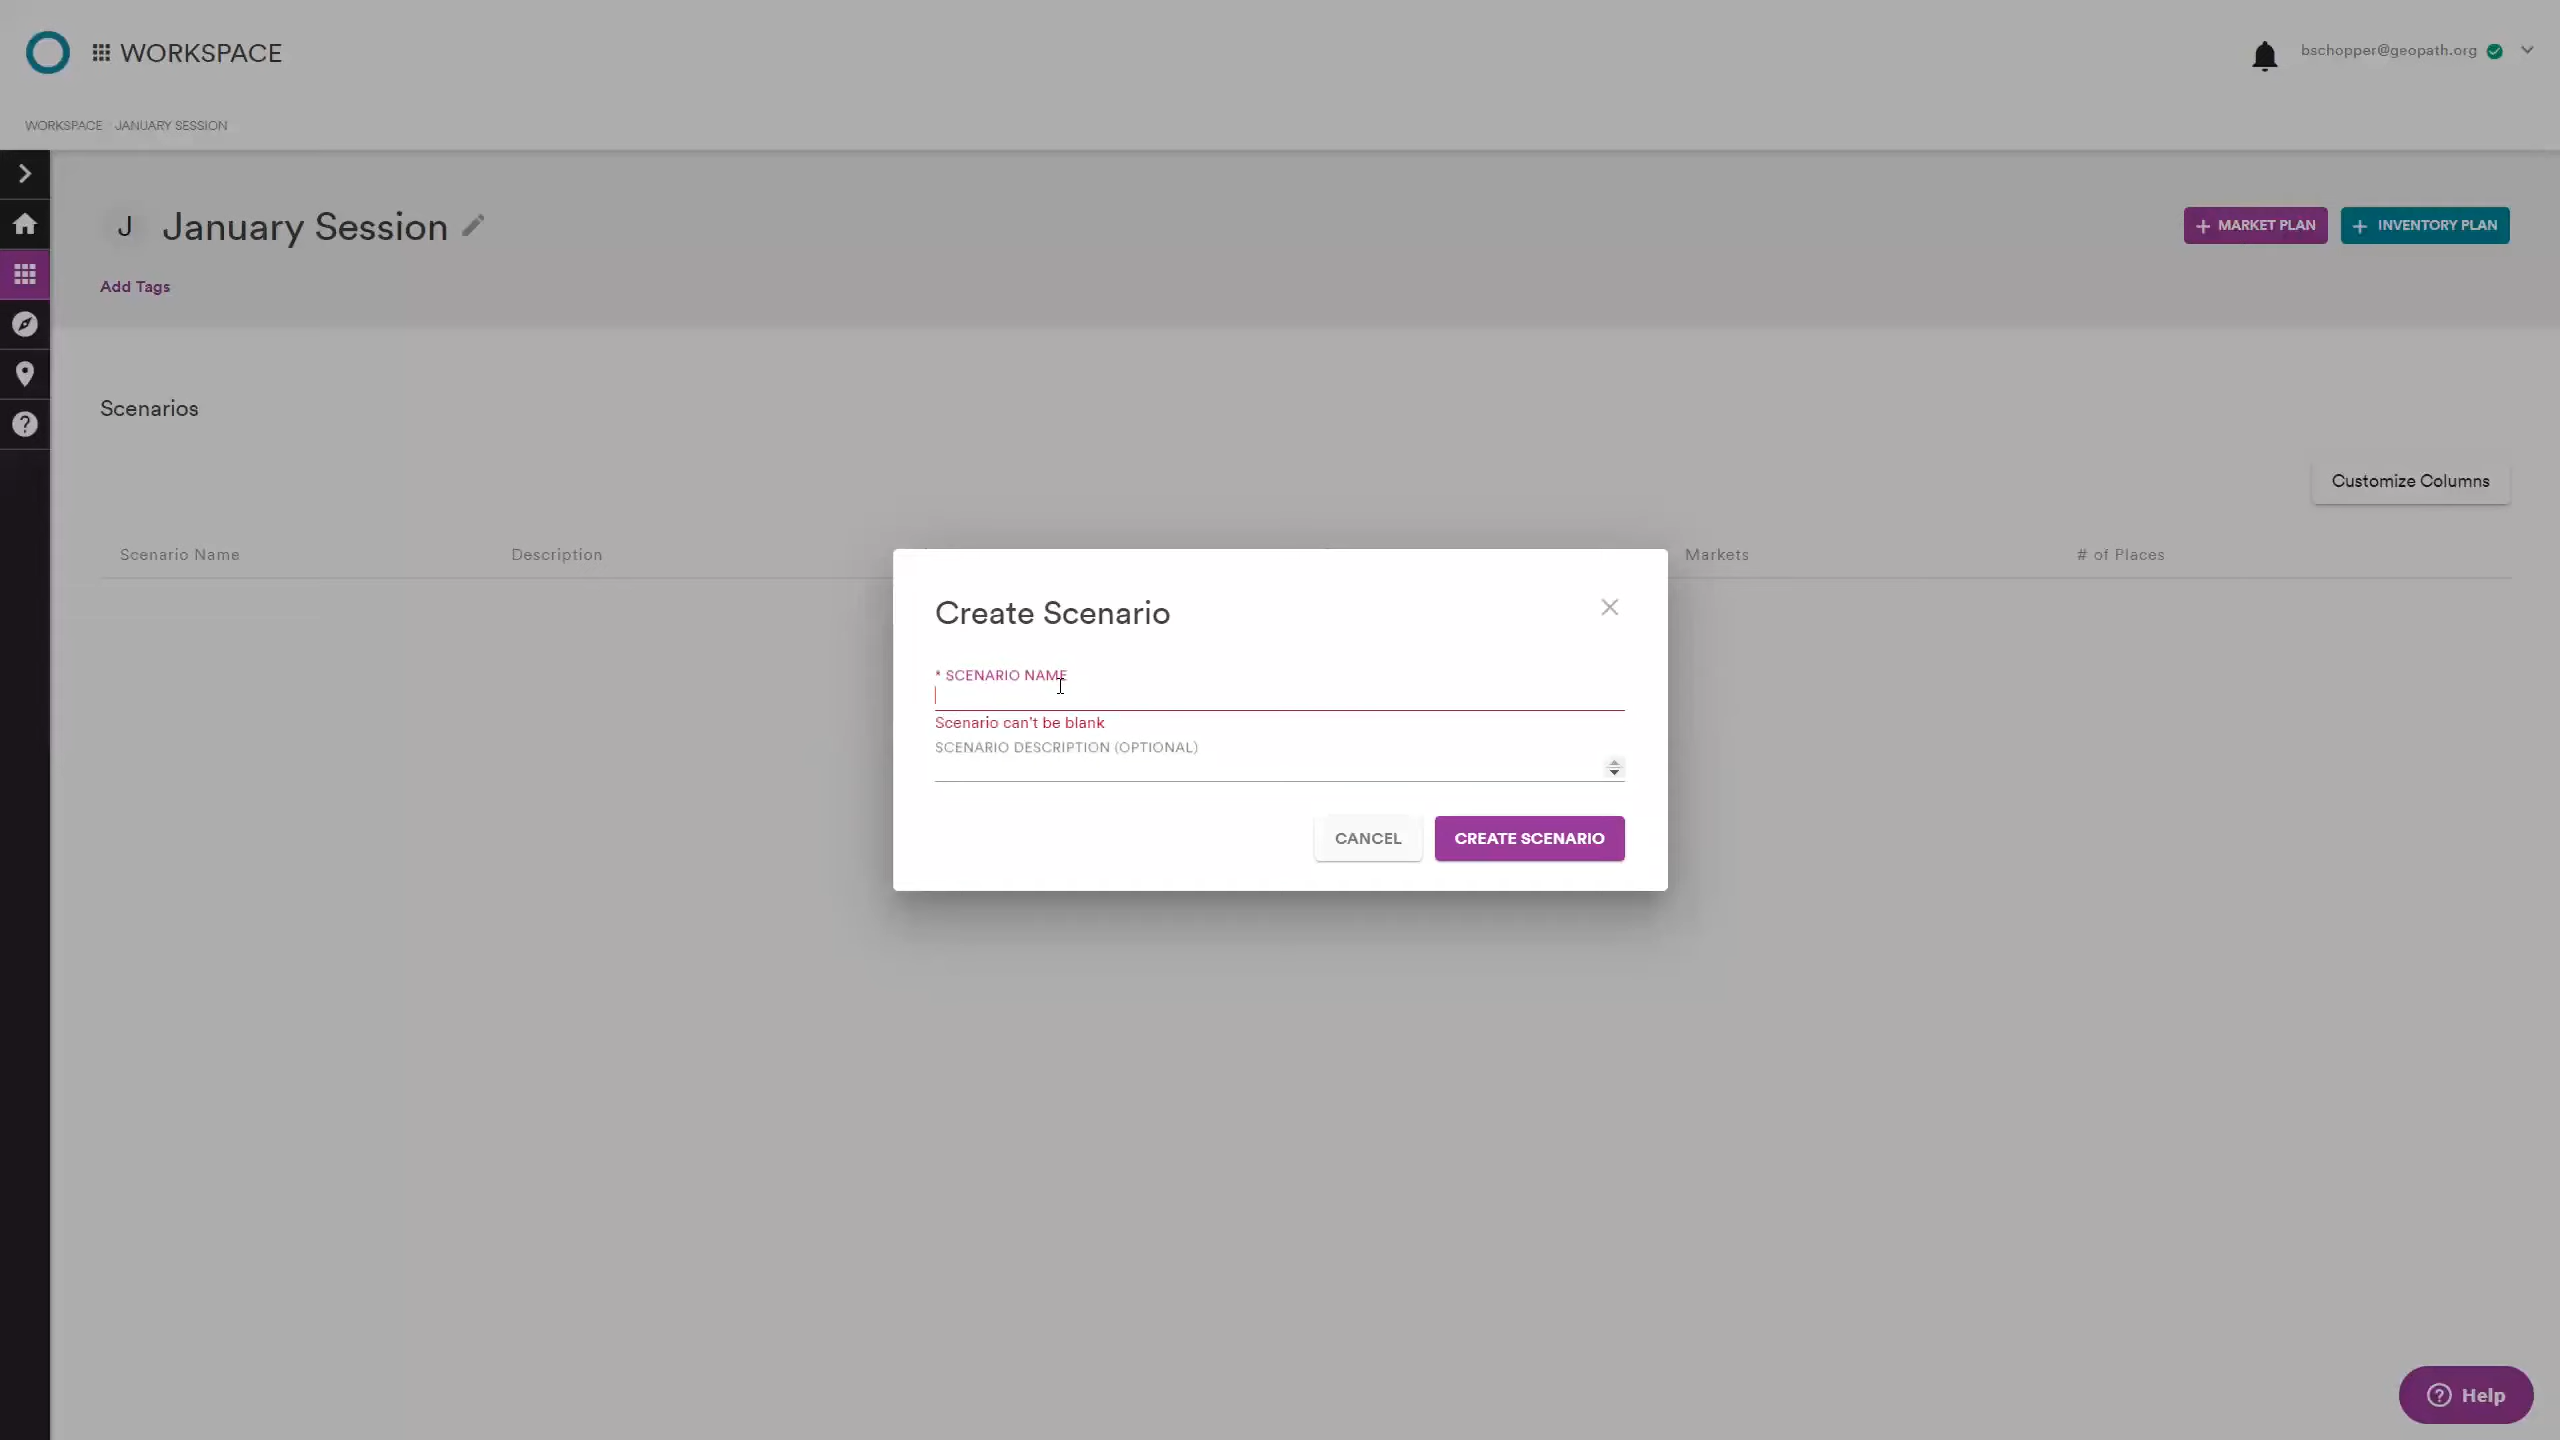 WORKSPACE
bschopper@geopath.org
WORKSPACE JANUARY SESSION
J January Session
+ MARKET PLAN
+ INVENTORY PLAN
Add Tags
Scenarios
Customize Columns
Scenario Name Description Markets # of Places
Create Scenario
* SCENARIO NAME
Scenario can't be blank
SCENARIO DESCRIPTION (OPTIONAL)
CANCEL CREATE SCENARIO
? Help